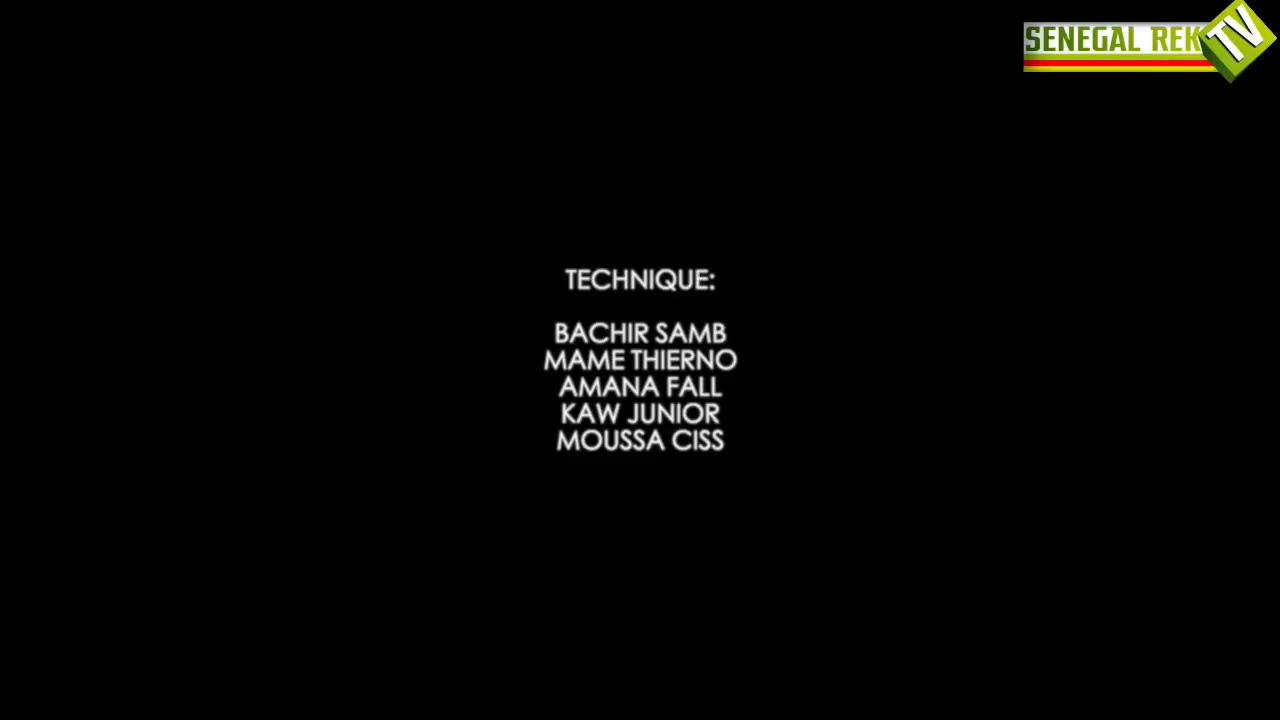 SENEGAL REK TV
TECHNIQUE:
BACHIR SAMB
MAME THIERNO
AMANA FALL
KAW JUNIOR
MOUSSA CISS